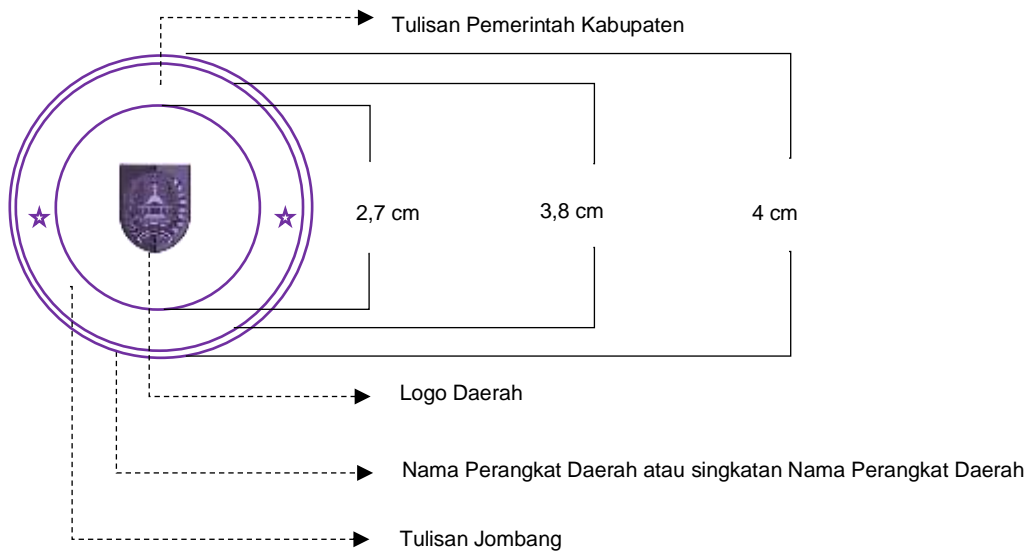 Tulisan Pemerintah Kabupaten
2,7 cm
3,8 cm
4 cm
Logo Daerah
Nama Perangkat Daerah atau singkatan Nama Perangkat Daerah
Tulisan Jombang